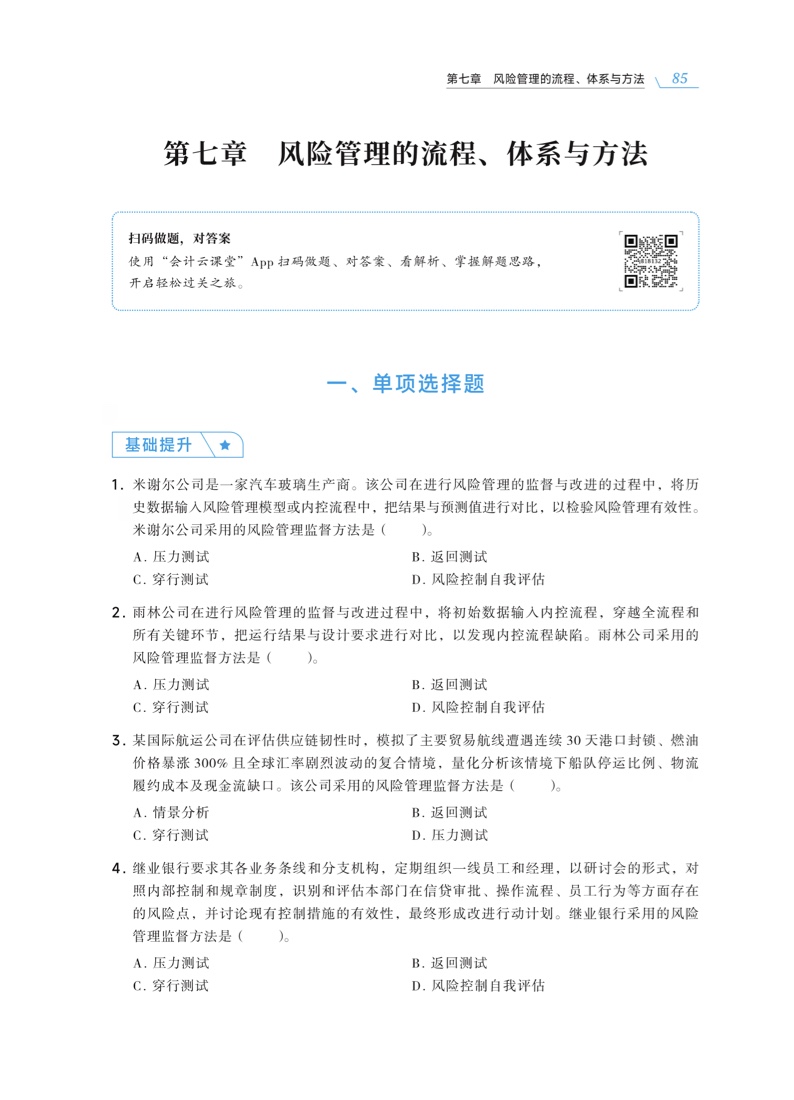 第七章 风险管理的流程、体系与方法 85
第七章 风险管理的流程、体系与方法
扫码做题，对答案
使用“会计云课堂”App 扫码做题、对答案、看解析、掌握解题思路，
开启轻松过关之旅。
一、单项选择题
基础提升
1. 米谢尔公司是一家汽车玻璃生产商。该公司在进行风险管理的监督与改进的过程中，将历
史数据输入风险管理模型或内控流程中，把结果与预测值进行对比，以检验风险管理有效性。
米谢尔公司采用的风险管理监督方法是（  ）。
A. 压力测试 B. 返回测试
C. 穿行测试 D. 风险控制自我评估
2. 雨林公司在进行风险管理的监督与改进过程中，将初始数据输入内控流程，穿越全流程和
所有关键环节，把运行结果与设计要求进行对比，以发现内控流程缺陷。雨林公司采用的
风险管理监督方法是（  ）。
A. 压力测试 B. 返回测试
C. 穿行测试 D. 风险控制自我评估
3. 某国际航运公司在评估供应链韧性时，模拟了主要贸易航线遭遇连续 30 天港口封锁、燃油
价格暴涨 300% 且全球汇率剧烈波动的复合情境，量化分析该情境下船队停运比例、物流
履约成本及现金流缺口。该公司采用的风险管理监督方法是（  ）。
A. 情景分析 B. 返回测试
C. 穿行测试 D. 压力测试
4. 继业银行要求其各业务条线和分支机构，定期组织一线员工和经理，以研讨会的形式，对
照内部控制和规章制度，识别和评估本部门在信贷审批、操作流程、员工行为等方面存在
的风险点，并讨论现有控制措施的有效性，最终形成改进行动计划。继业银行采用的风险
管理监督方法是（  ）。
A. 压力测试 B. 返回测试
C. 穿行测试 D. 风险控制自我评估